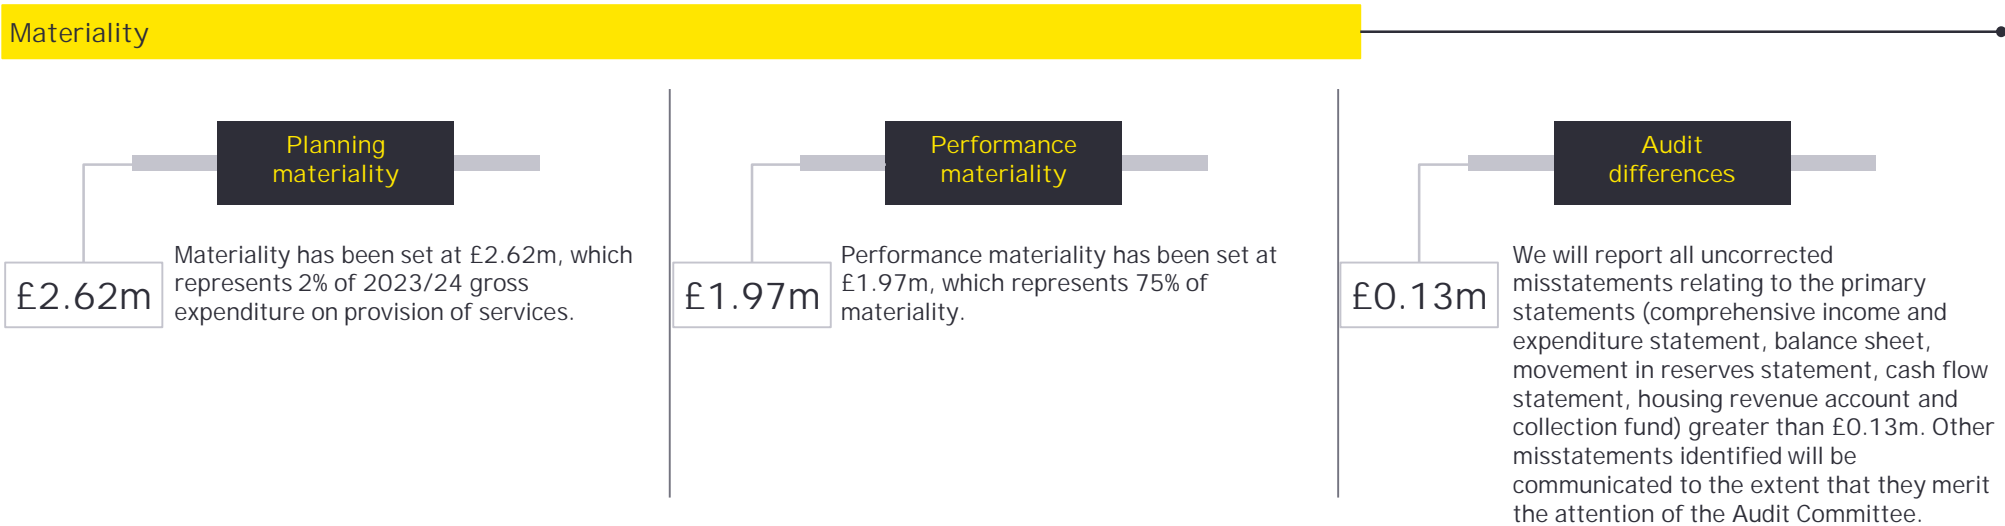 Materiality
Planning
materiality
£2.62m
Materiality has been set at £2.62m, which
represents 2% of 2023/24 gross
expenditure on provision of services.
Performance
materiality
£1.97m
Performance materiality has been set at
£1.97m, which represents 75% of
materiality.
Audit
differences
£0.13m
We will report all uncorrected
misstatements relating to the primary
statements (comprehensive income and
expenditure statement, balance sheet,
movement in reserves statement, cash flow
statement, housing revenue account and
collection fund) greater than £0.13m. Other
misstatements identified will be
communicated to the extent that they merit
the attention of the Audit Committee.